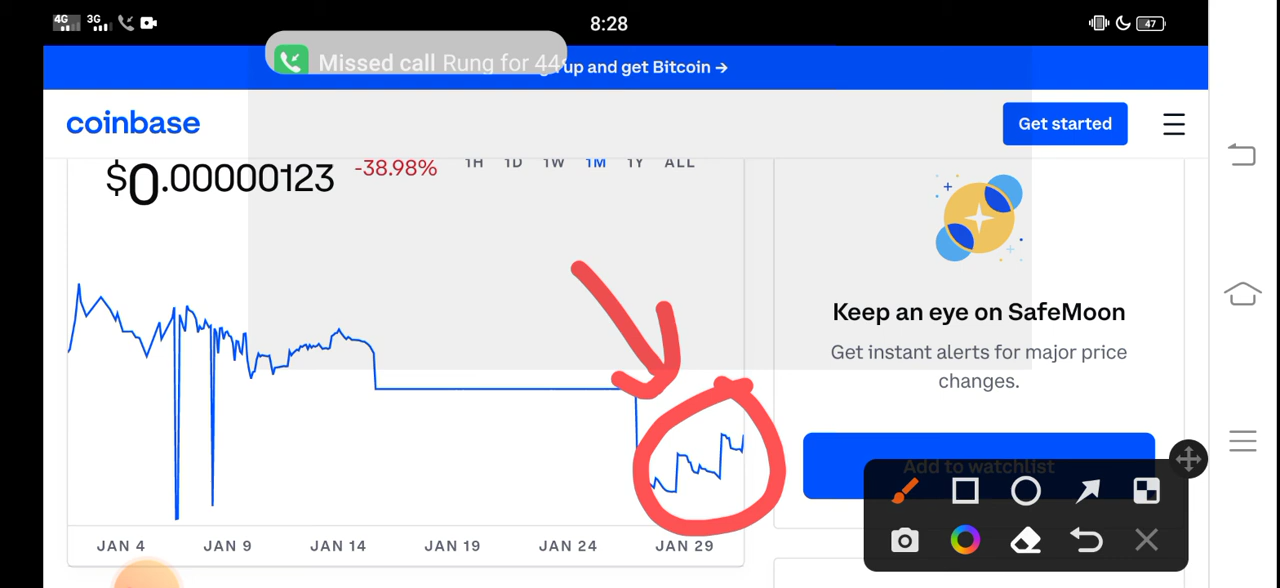 4G 3G 8:28 47
Missed call Rung for 44
up and get Bitcoin →
coinbase
Get started
$0.00000123 -38.98% 1H 1D 1W 1M 1Y ALL
Keep an eye on SafeMoon
Get instant alerts for major price
changes.
Add to watchlist
JAN 4 JAN 9 JAN 14 JAN 19 JAN 24 JAN 29